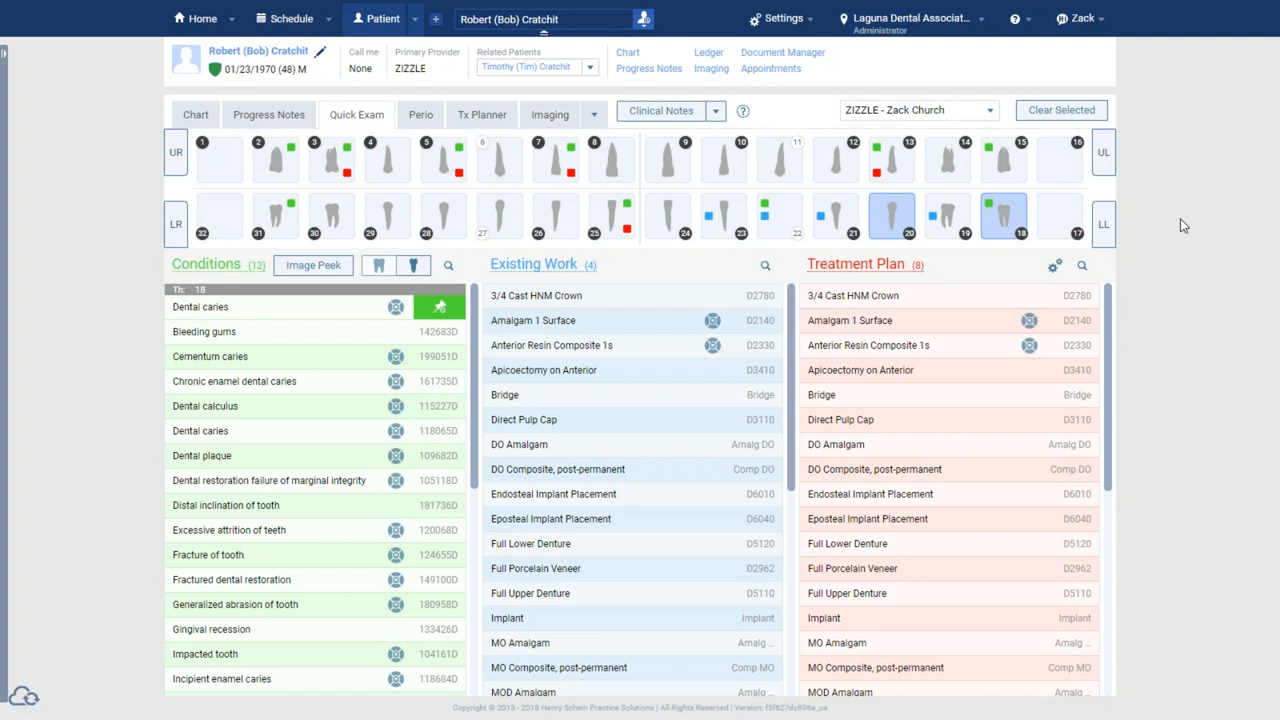 Home Schedule Patient + Robert (Bob) Cratchit Settings Laguna Dental Associat... ? Zack
Administrator
Robert (Bob) Cratchit
01/23/1970 (48) M
Call me
None
Primary Provider
ZIZZLE
Related Patients
Timothy (Tim) Cratchit
Chart Ledger Document Manager
Progress Notes Imaging Appointments
Chart Progress Notes Quick Exam Perio Tx Planner Imaging Clinical Notes ? ZIZZLE - Zack Church Clear Selected
UR 1 2 3 4 5 6 7 8 9 10 11 12 13 14 15 16 UL
LR 32 31 30 29 28 27 26 25 24 23 22 21 20 19 18 17 LL
Conditions (12) Image Peek
Th: 18
Dental caries
Bleeding gums 142683D
Cementum caries 199051D
Chronic enamel dental caries 161735D
Dental calculus 115227D
Dental caries 118065D
Dental plaque 109682D
Dental restoration failure of marginal integrity 105118D
Distal inclination of tooth 181736D
Excessive attrition of teeth 120068D
Fracture of tooth 124655D
Fractured dental restoration 149100D
Generalized abrasion of tooth 180958D
Gingival recession 133426D
Impacted tooth 104161D
Incipient enamel caries 118684D
Existing Work (4)
3/4 Cast HNM Crown D2780
Amalgam 1 Surface D2140
Anterior Resin Composite 1s D2330
Apicoectomy on Anterior D3410
Bridge Bridge
Direct Pulp Cap D3110
DO Amalgam Amalg DO
DO Composite, post-permanent Comp DO
Endosteal Implant Placement D6010
Eposteal Implant Placement D6040
Full Lower Denture D5120
Full Porcelain Veneer D2962
Full Upper Denture D5110
Implant Implant
MO Amalgam Amalg ...
MO Composite, post-permanent Comp MO
MOD Amalgam Amalg ...
Treatment Plan (8)
3/4 Cast HNM Crown D2780
Amalgam 1 Surface D2140
Anterior Resin Composite 1s D2330
Apicoectomy on Anterior D3410
Bridge Bridge
Direct Pulp Cap D3110
DO Amalgam Amalg DO
DO Composite, post-permanent Comp DO
Endosteal Implant Placement D6010
Eposteal Implant Placement D6040
Full Lower Denture D5120
Full Porcelain Veneer D2962
Full Upper Denture D5110
Implant Implant
MO Amalgam Amalg ...
MO Composite, post-permanent Comp MO
MOD Amalgam Amalg ...
Copyright © 2013 - 2018 Henry Schein Practice Solutions | All Rights Reserved | Version: f5f627dc896a_ua